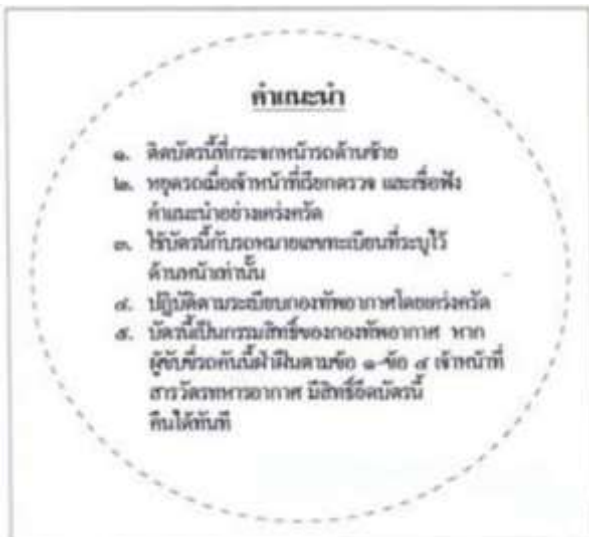 คำแนะนำ
๑. ติดบัตรนี้ที่กระจกหน้ารถด้านซ้าย
๒. หยุดรถเมื่อเจ้าหน้าที่เรียกตรวจ และเชื่อฟัง
คำแนะนำอย่างเคร่งครัด
๓. ใช้บัตรนี้กับรถหมายเลขทะเบียนที่ระบุไว้
ด้านหน้าเท่านั้น
๔. ปฏิบัติตามระเบียบกองทัพอากาศโดยเคร่งครัด
๕. บัตรนี้เป็นกรรมสิทธิ์ของกองทัพอากาศ หาก
ผู้ขับขี่รถคันนี้ฝ่าฝืนตามข้อ ๑-ข้อ ๔ เจ้าหน้าที่
สารวัตรทหารอากาศ มีสิทธิ์ยึดบัตรนี้
คืนได้ทันที